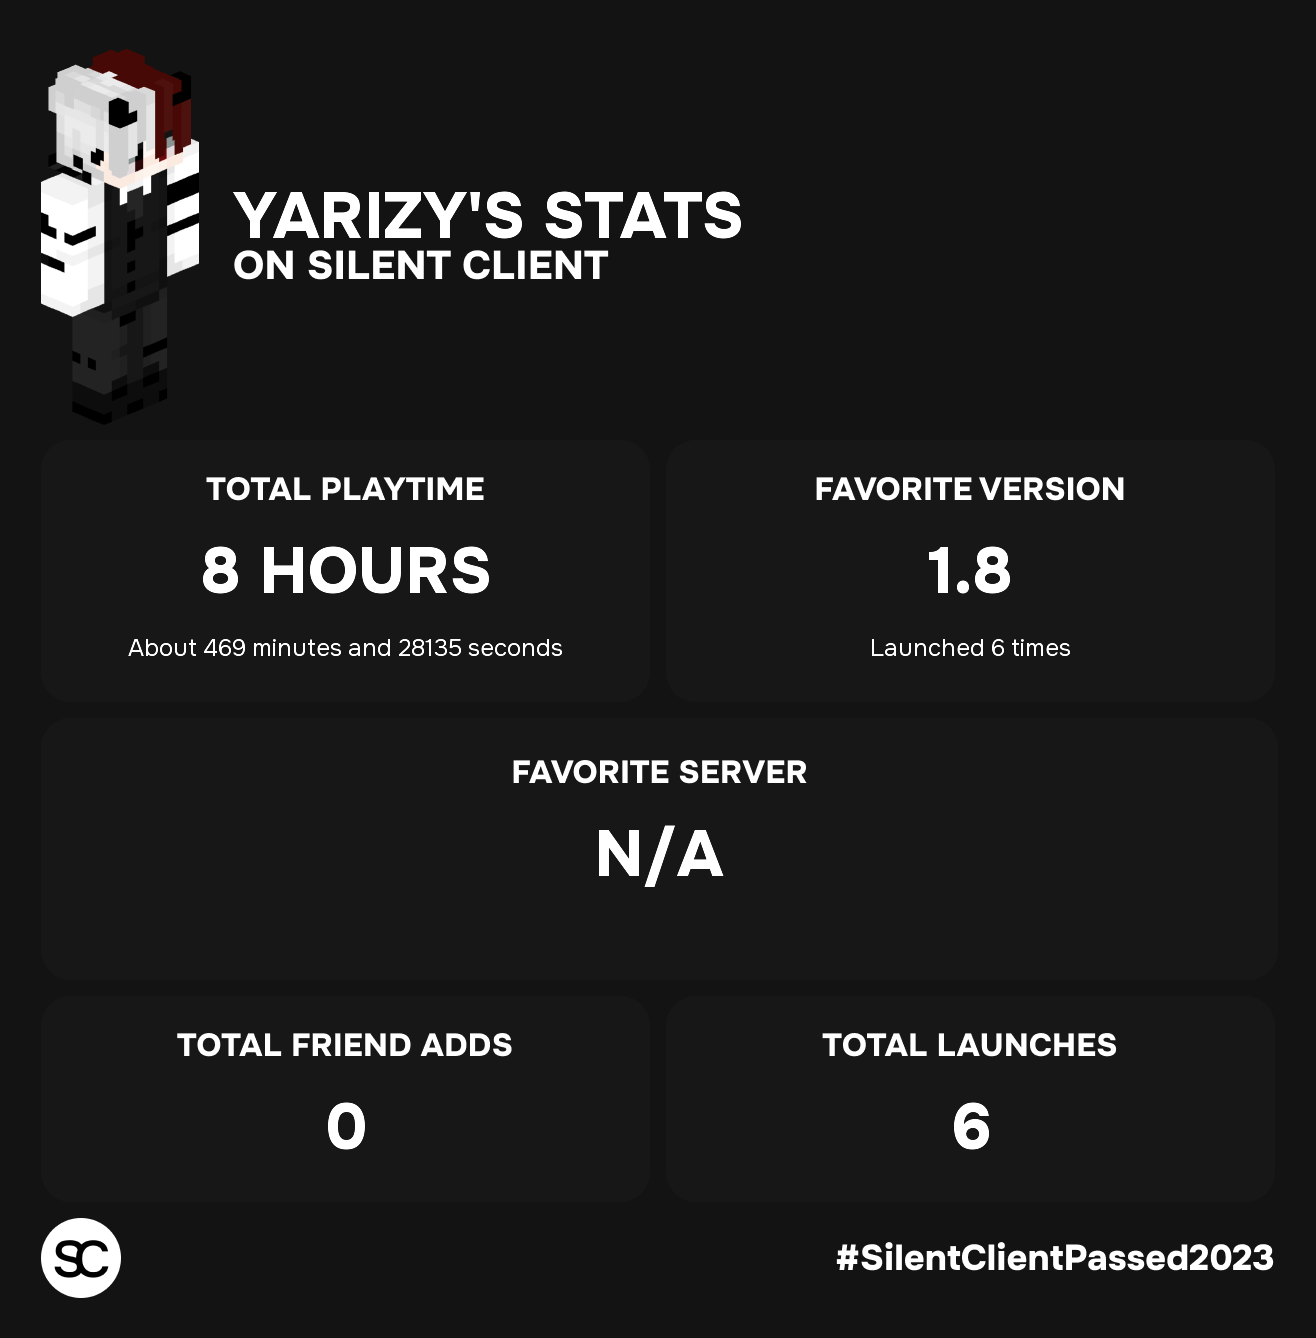 YARIZY'S STATS
ON SILENT CLIENT
TOTAL PLAYTIME
8 HOURS
About 469 minutes and 28135 seconds
FAVORITE VERSION
1.8
Launched 6 times
FAVORITE SERVER
N/A
TOTAL FRIEND ADDS
0
TOTAL LAUNCHES
6
SC
#SilentClientPassed2023